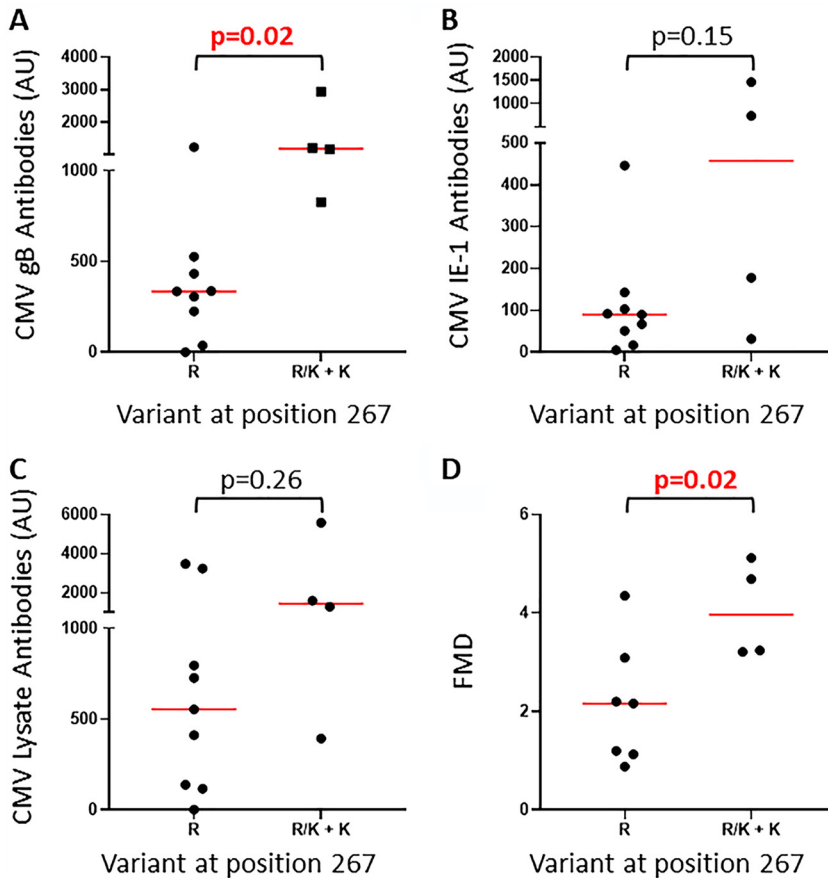 A
p=0.02
CMV gB Antibodies (AU)
4000
3000
2000
1000
500
0
R
R/K + K
Variant at position 267
B
p=0.15
CMV IE-1 Antibodies (AU)
2000
1500
1000
500
400
300
200
100
0
R
R/K + K
Variant at position 267
C
p=0.26
CMV Lysate Antibodies (AU)
6000
4000
2000
1000
500
0
R
R/K + K
Variant at position 267
D
p=0.02
FMD
6
4
2
0
R
R/K + K
Variant at position 267